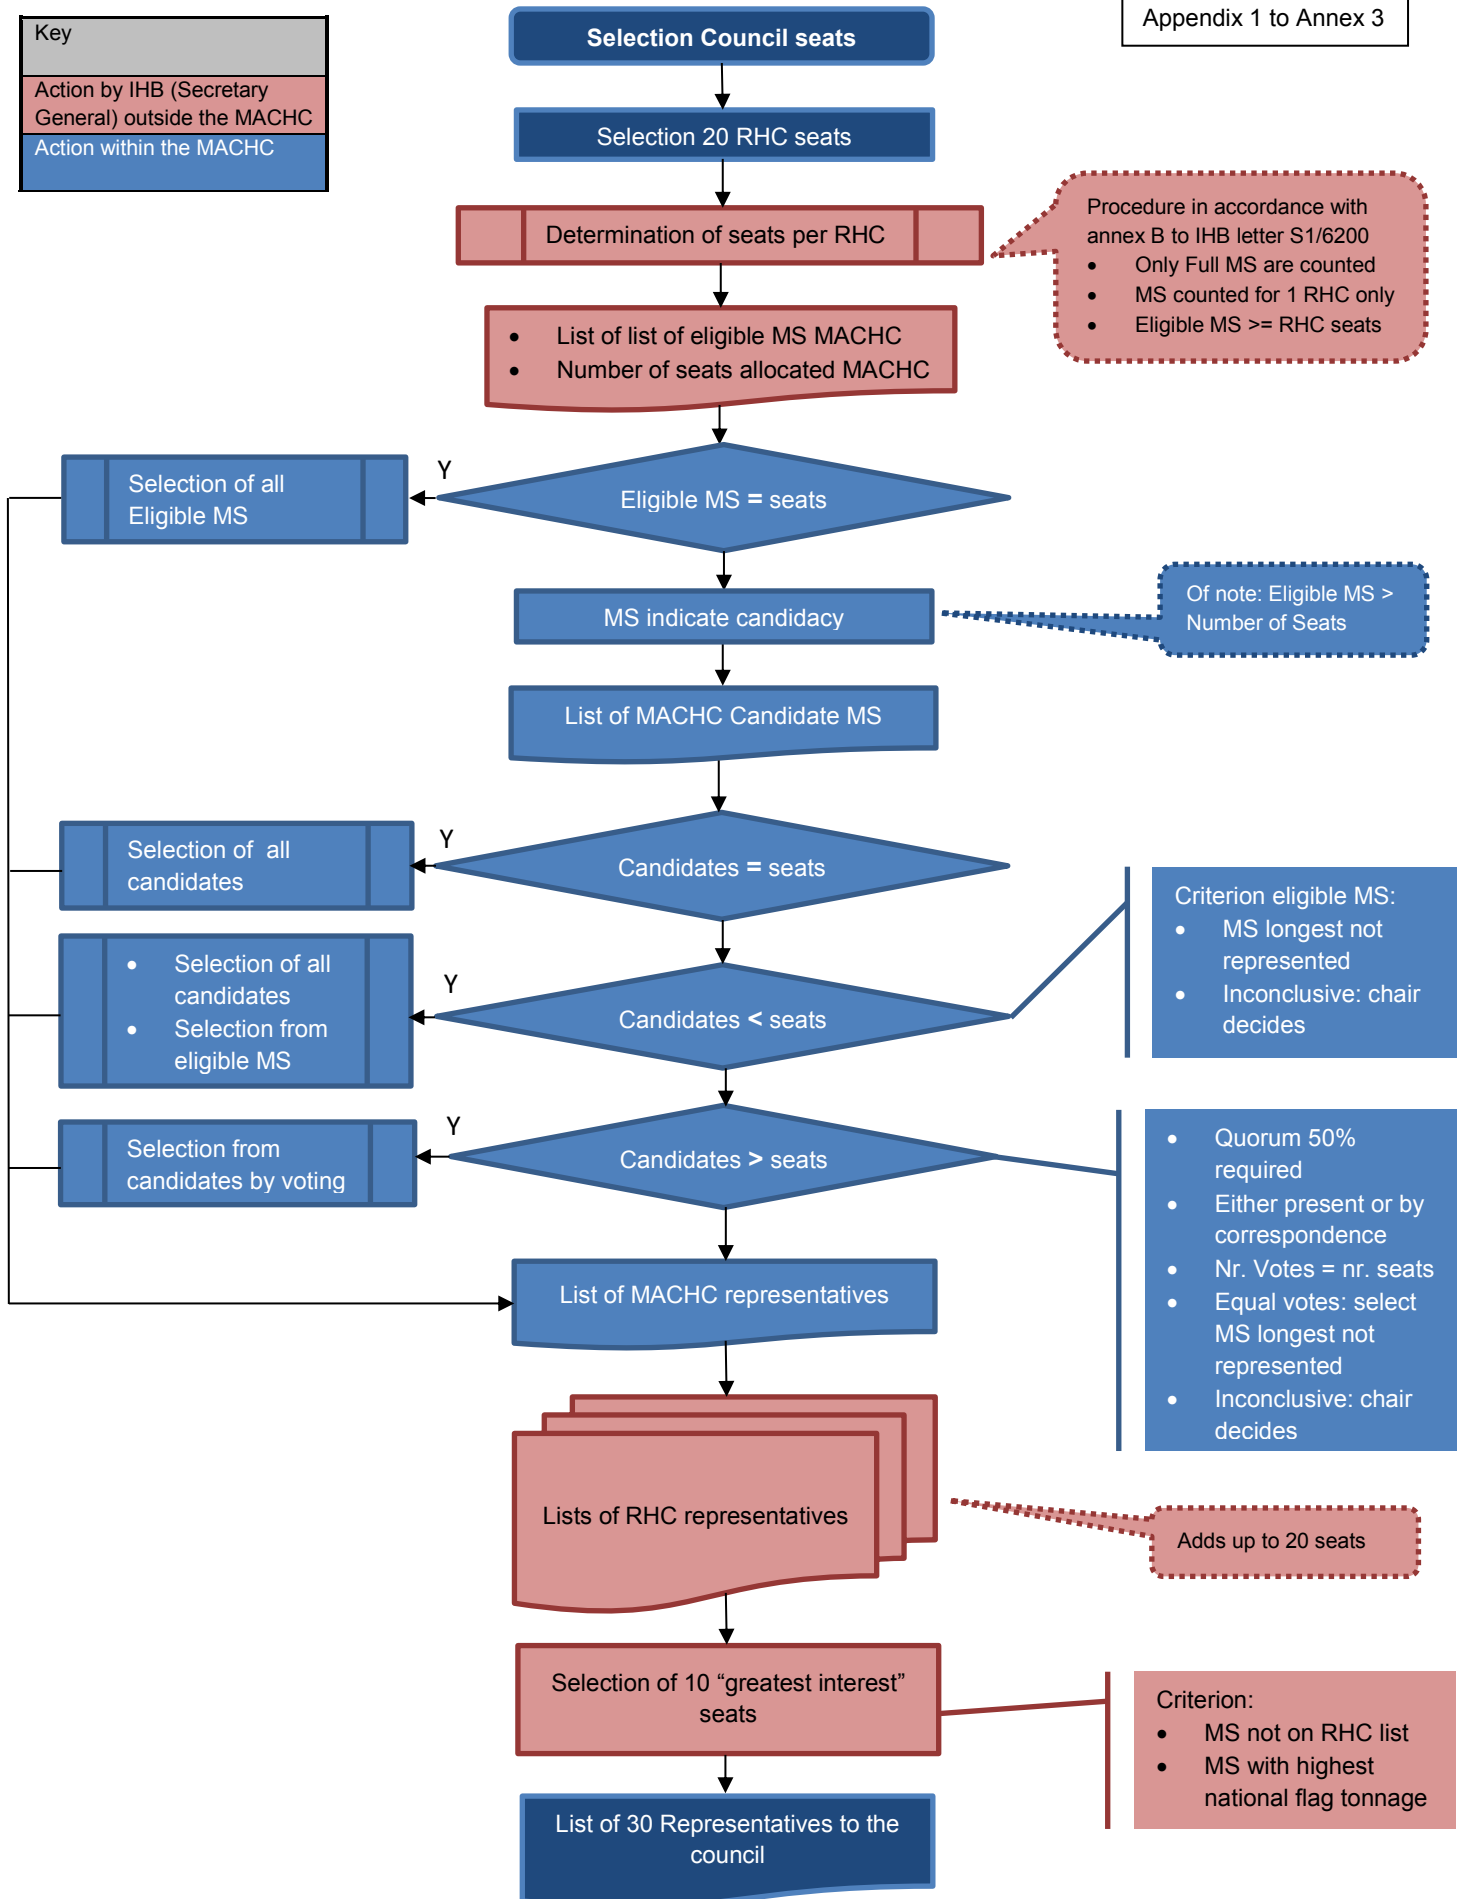 Appendix 1 to Annex 3
Key
Action by IHB (Secretary
General) outside the MACHC
Action within the MACHC
Selection Council seats
Selection 20 RHC seats
Determination of seats per RHC
Procedure in accordance with
annex B to IHB letter S1/6200
• Only Full MS are counted
• MS counted for 1 RHC only
• Eligible MS >= RHC seats
• List of list of eligible MS MACHC
• Number of seats allocated MACHC
Eligible MS = seats
Y
Selection of all
Eligible MS
MS indicate candidacy
Of note: Eligible MS >
Number of Seats
List of MACHC Candidate MS
Candidates = seats
Y
Selection of all
candidates
Candidates < seats
Y
• Selection of all
candidates
• Selection from
eligible MS
Criterion eligible MS:
• MS longest not
represented
• Inconclusive: chair
decides
Candidates > seats
Y
Selection from
candidates by voting
• Quorum 50%
required
• Either present or by
correspondence
• Nr. Votes = nr. seats
• Equal votes: select
MS longest not
represented
• Inconclusive: chair
decides
List of MACHC representatives
Lists of RHC representatives
Adds up to 20 seats
Selection of 10 “greatest interest”
seats
Criterion:
• MS not on RHC list
• MS with highest
national flag tonnage
List of 30 Representatives to the
council